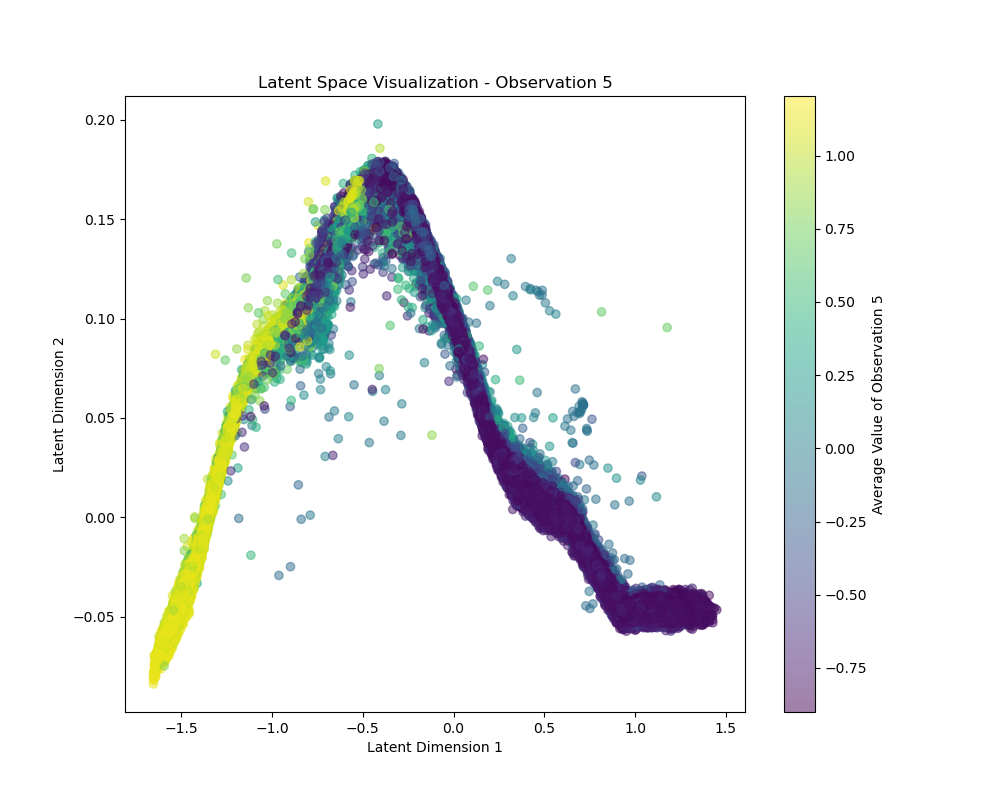 Latent Space Visualization - Observation 5
0.20
0.15
0.10
0.05
0.00
−0.05
Latent Dimension 2
−1.5 −1.0 −0.5 0.0 0.5 1.0 1.5
Latent Dimension 1
1.00
0.75
0.50
0.25
0.00
−0.25
−0.50
−0.75
Average Value of Observation 5